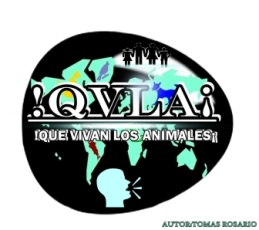 !QVLA¡
!QUE VIVAN LOS ANIMALES¡
AUTOR/TOMAS ROSARIO